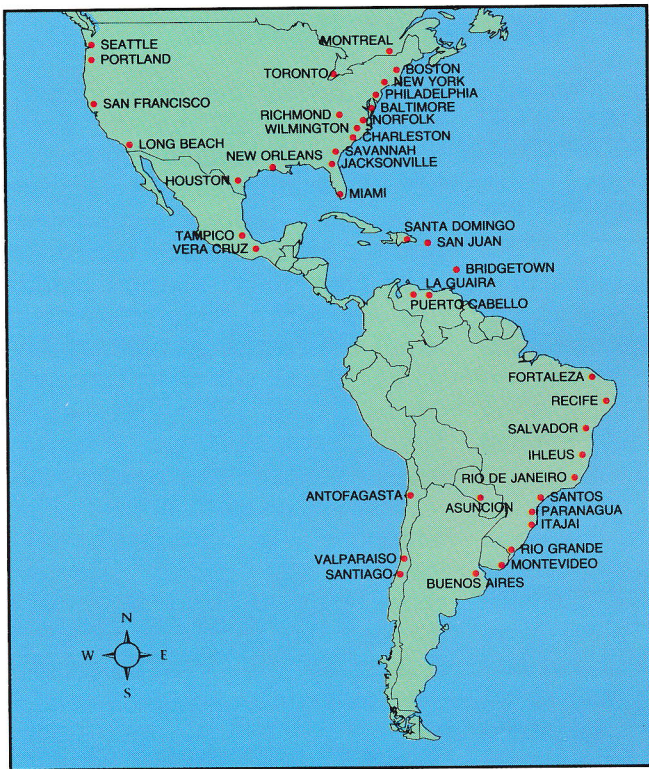 MONTREAL
SEATTLE
PORTLAND
TORONTO
BOSTON
NEW YORK
PHILADELPHIA
BALTIMORE
SAN FRANCISCO
RICHMOND
NORFOLK
WILMINGTON
CHARLESTON
LONG BEACH
SAVANNAH
NEW ORLEANS
JACKSONVILLE
HOUSTON
MIAMI
SANTA DOMINGO
TAMPICO
SAN JUAN
VERA CRUZ
BRIDGETOWN
LA GUAIRA
PUERTO CABELLO
FORTALEZA
RECIFE
SALVADOR
IHLEUS
RIO DE JANEIRO
ANTOFAGASTA
SANTOS
ASUNCION
PARANAGUA
ITAJAI
RIO GRANDE
VALPARAISO
MONTEVIDEO
SANTIAGO
BUENOS AIRES
N
W E
S